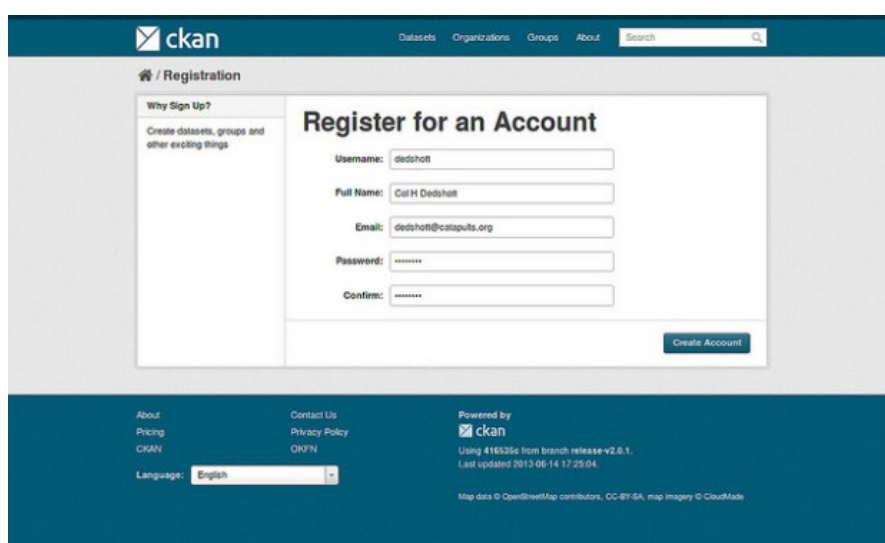 ckan
Datasets Organizations Groups About Search
/ Registration
Why Sign Up?
Create datasets, groups and
other exciting things
Register for an Account
Username: dedshott
Full Name: Col H Dedshott
Email: dedshott@catapults.org
Password: ••••••••
Confirm: ••••••••
Create Account
About
Pricing
CKAN
Contact Us
Privacy Policy
OKFN
Language: English
Powered by
ckan
Using 416535c from branch release-v2.0.1.
Last updated 2013-06-14 17:25:04.
Map data © OpenStreetMap contributors, CC-BY-SA, map imagery © CloudMade